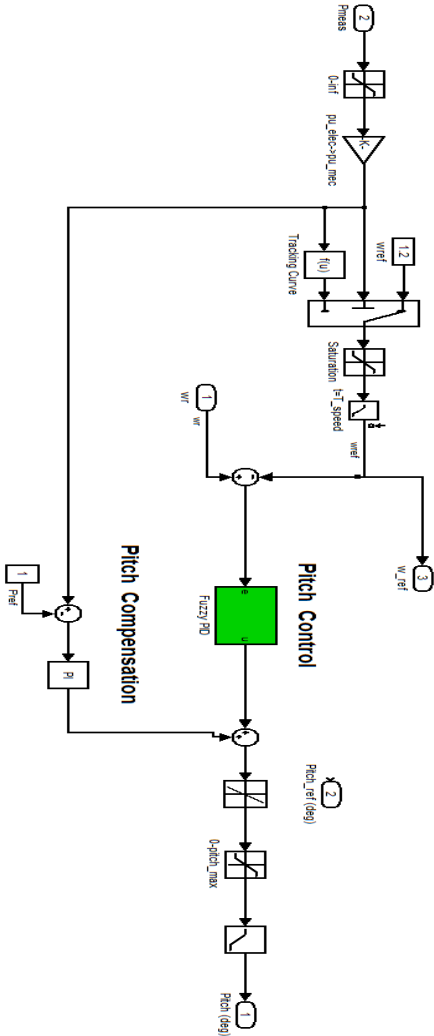 2
Pmeas
0-inf
-K-
pu_elec->pu_mec
1.2
wref
f(u)
Tracking Curve
Saturation
t=T_speed
wref
3
w_ref
1
wr
wr
e
u
Fuzzy PID
Pitch Control
Pitch Compensation
1
Pref
PI
2
Pitch_ref (deg)
0-pitch_max
1
Pitch (deg)